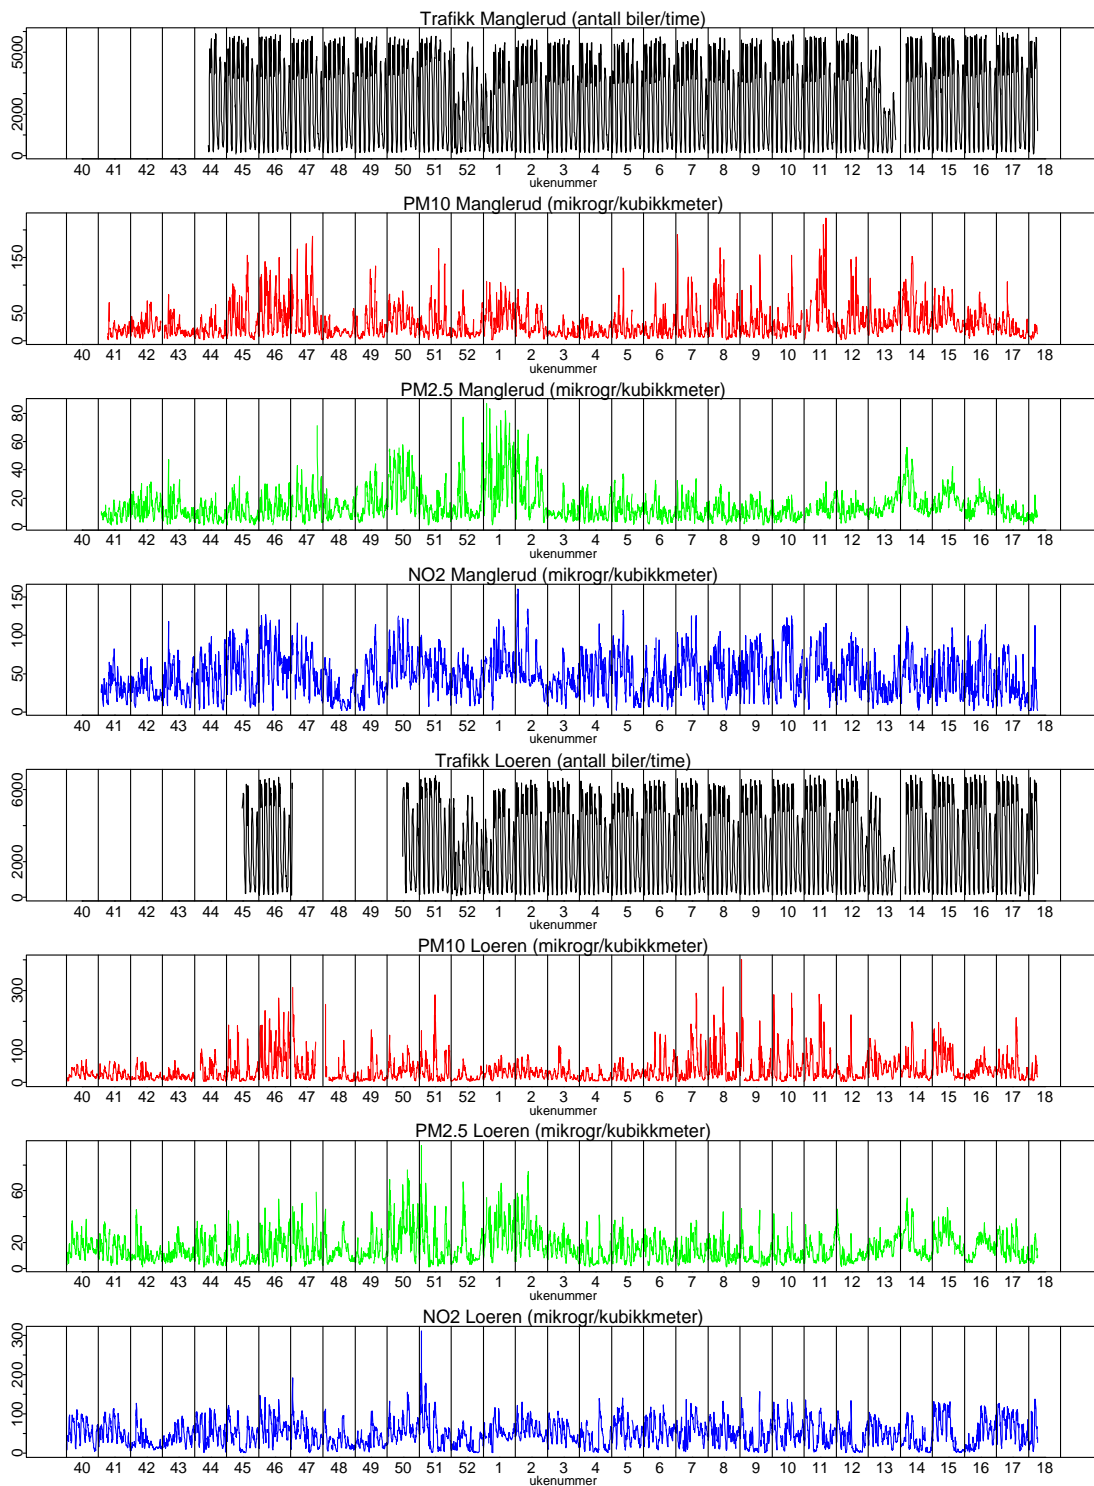 Trafikk Manglerud (antall biler/time)
0 2000 5000
40 41 42 43 44 45 46 47 48 49 50 51 52 1 2 3 4 5 6 7 8 9 10 11 12 13 14 15 16 17 18
ukenummer
PM10 Manglerud (mikrogr/kubikkmeter)
0 50 150
40 41 42 43 44 45 46 47 48 49 50 51 52 1 2 3 4 5 6 7 8 9 10 11 12 13 14 15 16 17 18
ukenummer
PM2.5 Manglerud (mikrogr/kubikkmeter)
0 20 40 60 80
40 41 42 43 44 45 46 47 48 49 50 51 52 1 2 3 4 5 6 7 8 9 10 11 12 13 14 15 16 17 18
ukenummer
NO2 Manglerud (mikrogr/kubikkmeter)
0 50 100 150
40 41 42 43 44 45 46 47 48 49 50 51 52 1 2 3 4 5 6 7 8 9 10 11 12 13 14 15 16 17 18
ukenummer
Trafikk Loeren (antall biler/time)
0 2000 6000
40 41 42 43 44 45 46 47 48 49 50 51 52 1 2 3 4 5 6 7 8 9 10 11 12 13 14 15 16 17 18
ukenummer
PM10 Loeren (mikrogr/kubikkmeter)
0 100 300
40 41 42 43 44 45 46 47 48 49 50 51 52 1 2 3 4 5 6 7 8 9 10 11 12 13 14 15 16 17 18
ukenummer
PM2.5 Loeren (mikrogr/kubikkmeter)
0 20 60
40 41 42 43 44 45 46 47 48 49 50 51 52 1 2 3 4 5 6 7 8 9 10 11 12 13 14 15 16 17 18
ukenummer
NO2 Loeren (mikrogr/kubikkmeter)
0 100 200 300
40 41 42 43 44 45 46 47 48 49 50 51 52 1 2 3 4 5 6 7 8 9 10 11 12 13 14 15 16 17 18
ukenummer